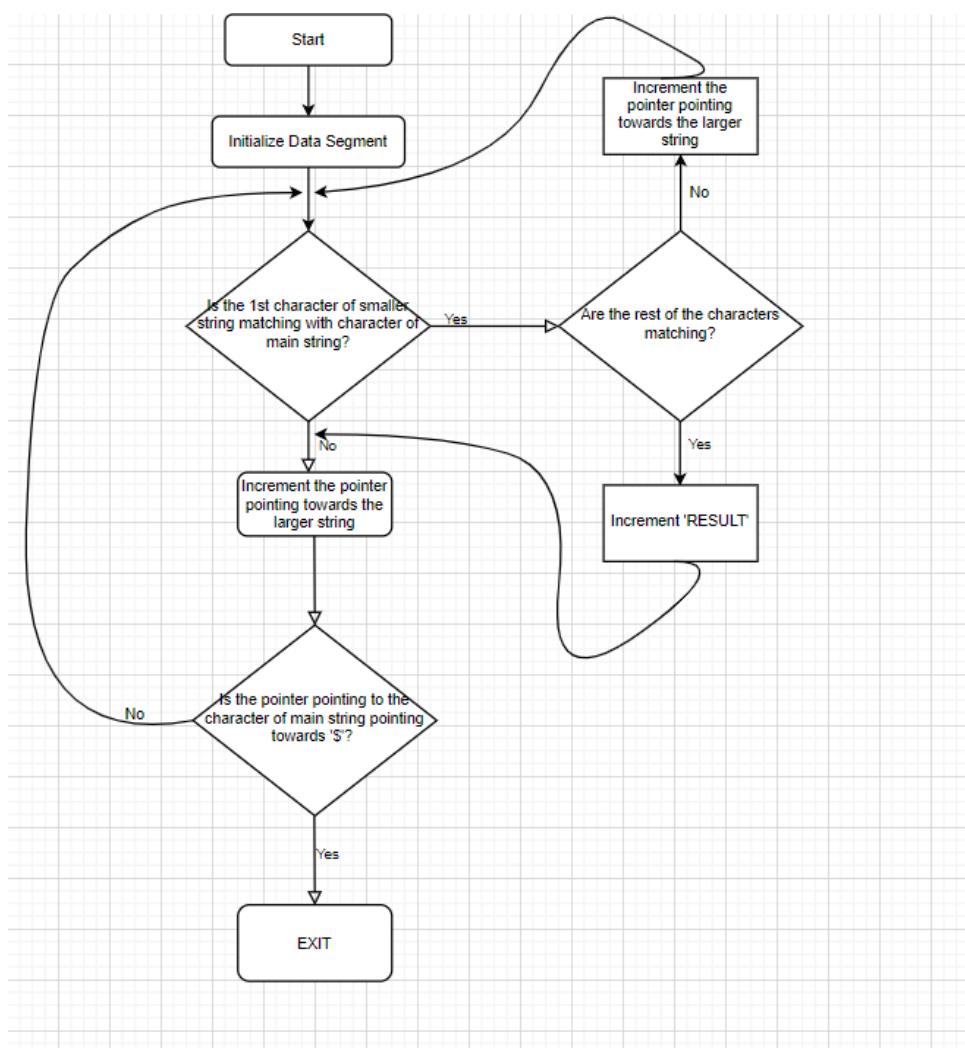 Start
Increment the
pointer pointing
towards the larger
string
Initialize Data Segment
No
Is the 1st character of smaller
string matching with character of
main string?
Yes
Are the rest of the characters
matching?
No
Yes
Increment the pointer
pointing towards the
larger string
Increment 'RESULT'
Is the pointer pointing to the
character of main string pointing
towards '$'?
No
Yes
EXIT